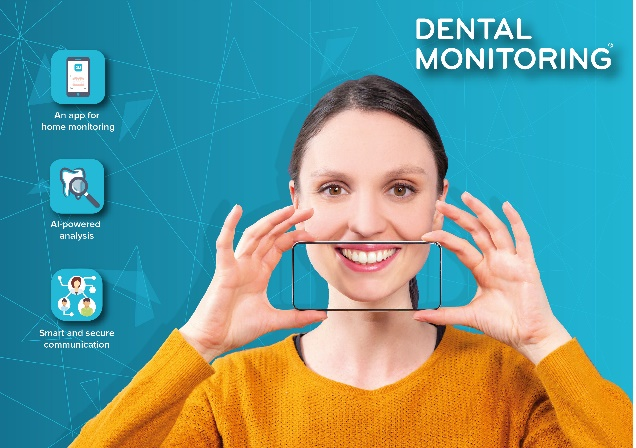 DENTAL
MONITORING®
An app for
home monitoring
AI-powered
analysis
Smart and secure
communication